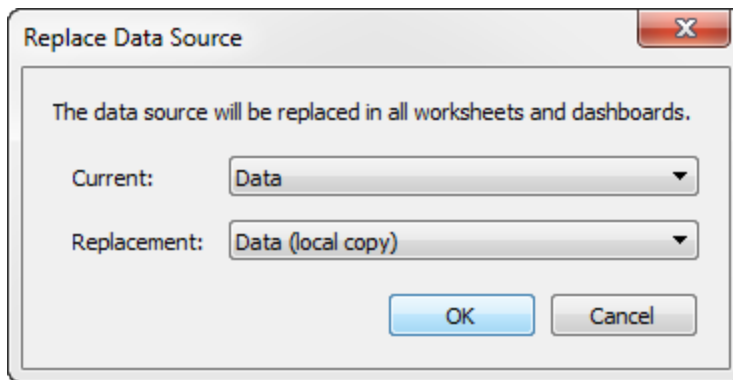 Replace Data Source
The data source will be replaced in all worksheets and dashboards.
Current: Data
Replacement: Data (local copy)
OK Cancel